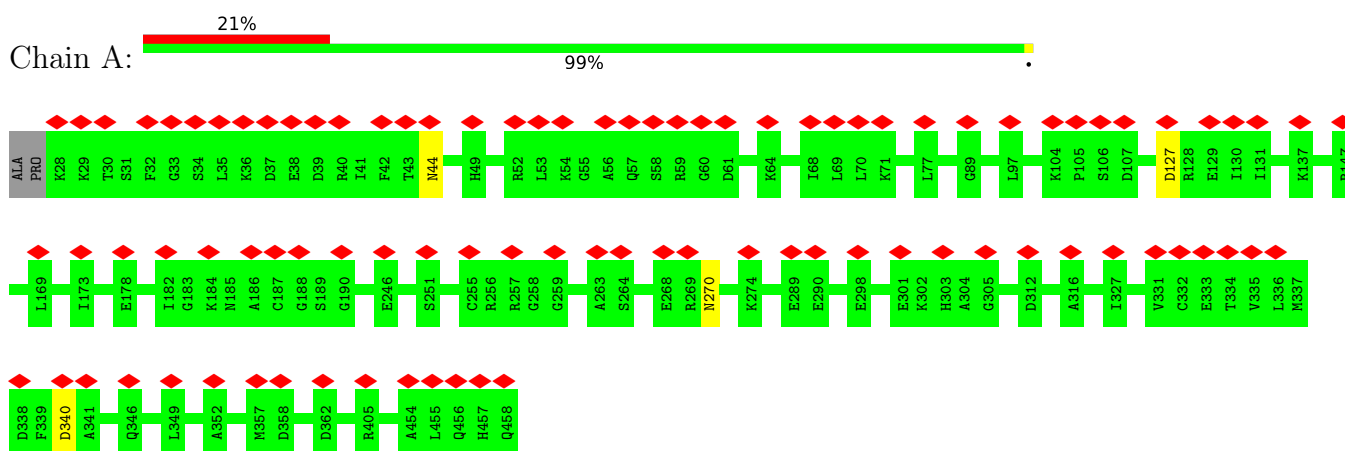 21%
Chain A:
99%
.
ALA PRO K28 K29 T30 S31 F32 G33 S34 L35 K36 D37 E38 D39 R40 I41 F42 T43 N44 H49 R52 L53 K54 G55 A56 Q57 S58 R59 G60 D61 K64 I68 L69 L70 K71 L77 G89 L97 K104 P105 S106 D107 D127 R128 E129 I130 I131 K137
L169 I173 E178 I182 G183 K184 N185 A186 C187 G188 S189 G190 E246 S251 C255 R256 R257 G258 G259 A263 S264 E268 R269 N270 K274 E289 E290 E298 E301 K302 H303 A304 G305 D312 A316 I327 V331 C332 E333 T334 V335 L336 M337
D338 F339 D340 A341 Q346 L349 A352 M357 D358 D362 R405 A454 L455 Q456 H457 Q458